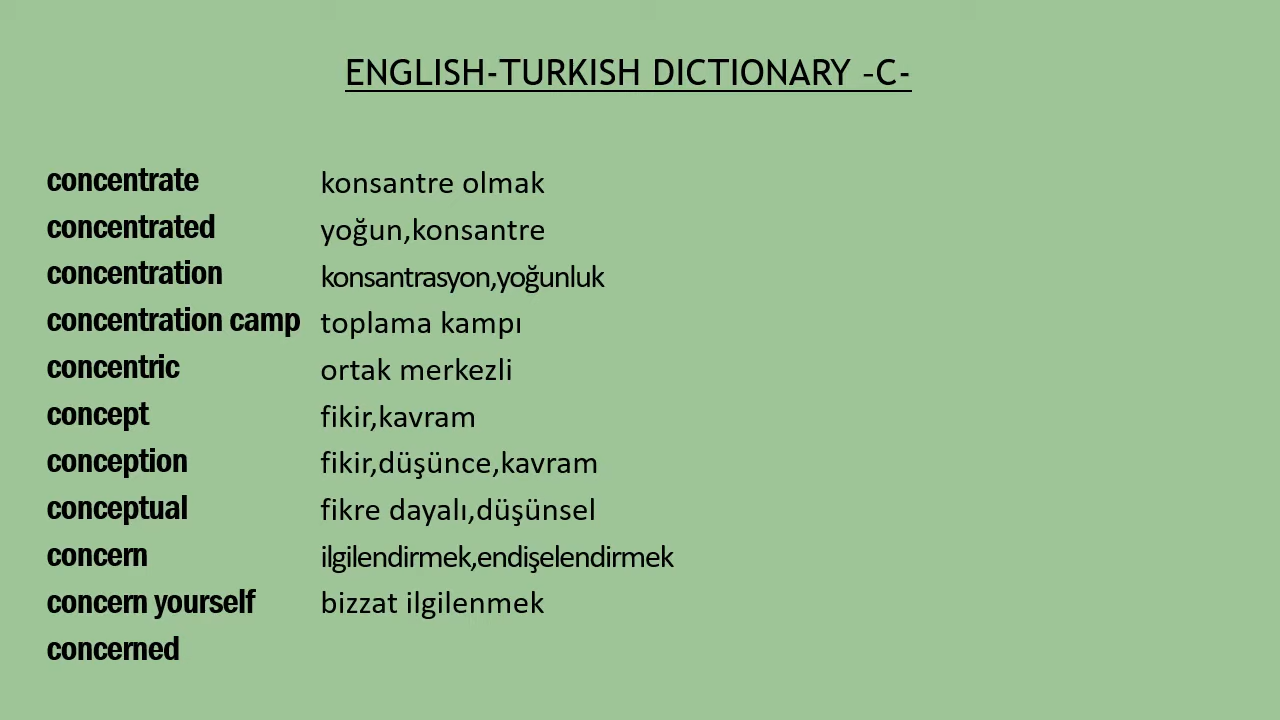 ENGLISH-TURKISH DICTIONARY –C-
concentrate konsantre olmak
concentrated yoğun,konsantre
concentration konsantrasyon,yoğunluk
concentration camp toplama kampı
concentric ortak merkezli
concept fikir,kavram
conception fikir,düşünce,kavram
conceptual fikre dayalı,düşünsel
concern ilgilendirmek,endişelendirmek
concern yourself bizzat ilgilenmek
concerned